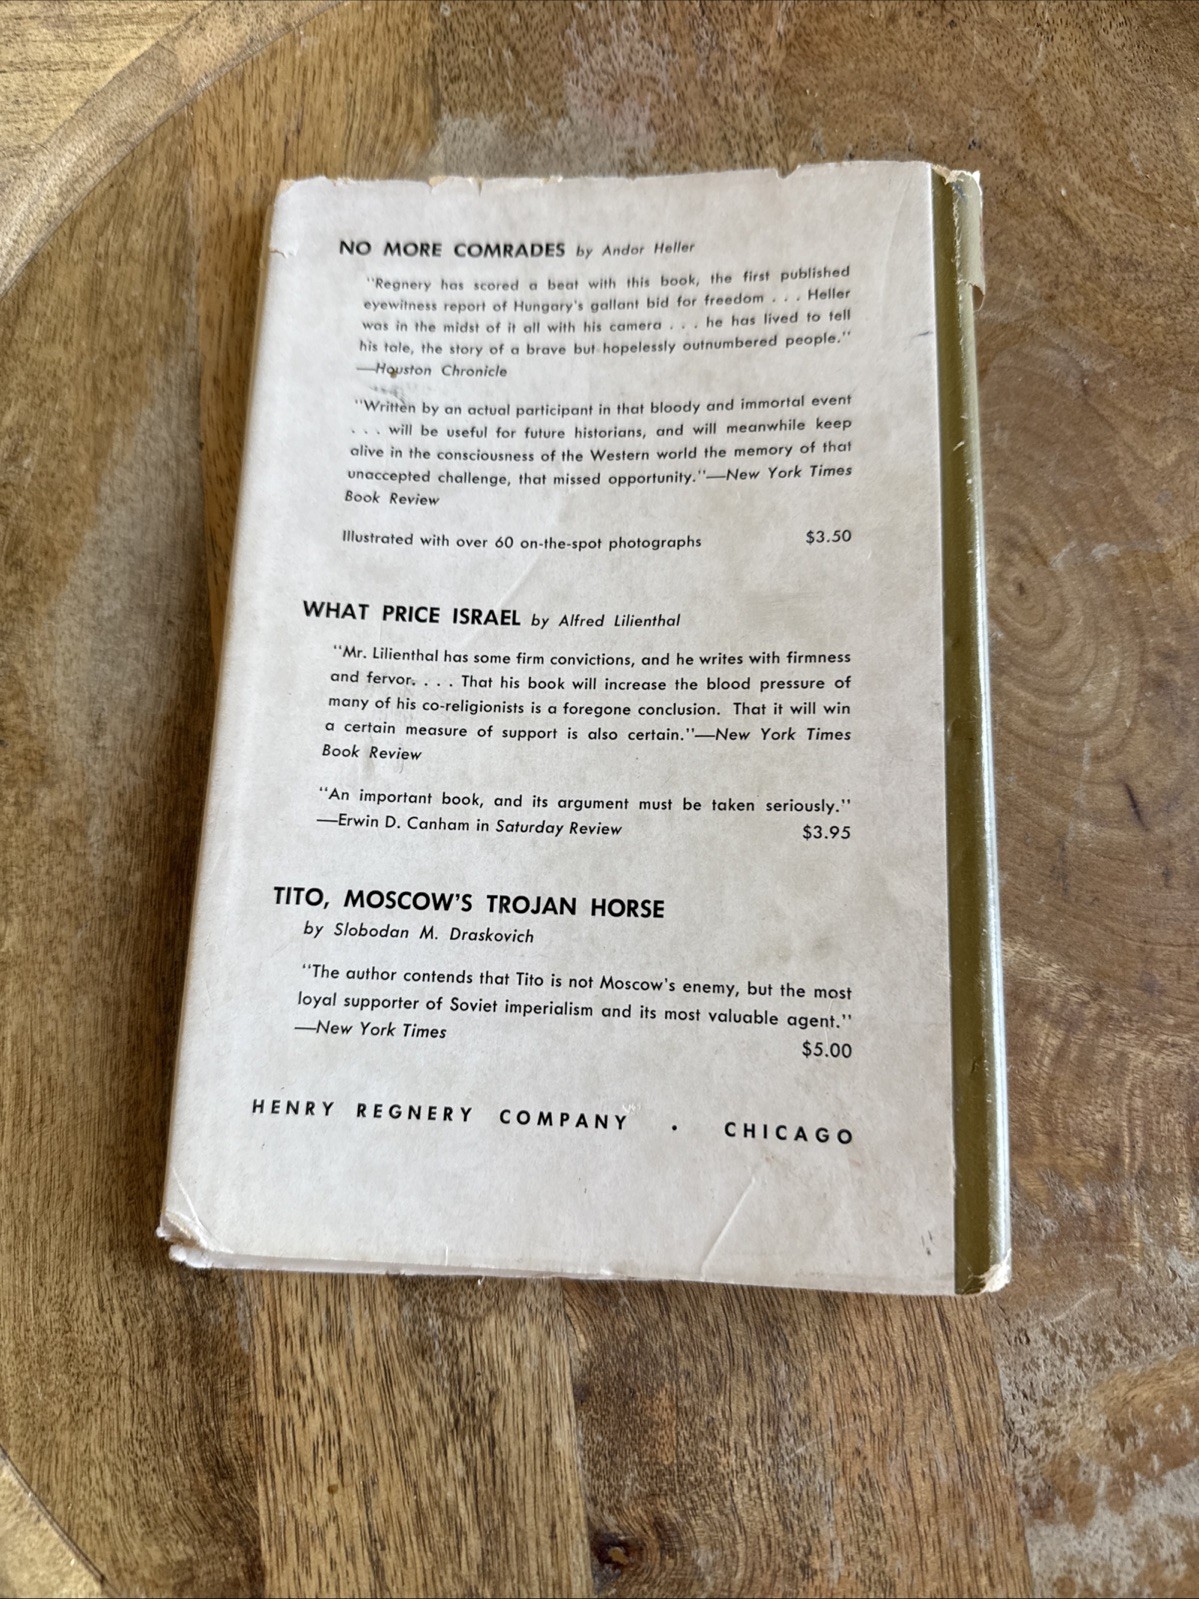 NO MORE COMRADES by Andor Heller
"Regnery has scored a beat with this book, the first published
eyewitness report of Hungary's gallant bid for freedom . . . Heller
was in the midst of it all with his camera . . . he has lived to tell
his tale, the story of a brave but hopelessly outnumbered people."
—Houston Chronicle
"Written by an actual participant in that bloody and immortal event
. . . will be useful for future historians, and will meanwhile keep
alive in the consciousness of the Western world the memory of that
unaccepted challenge, that missed opportunity."—New York Times
Book Review
Illustrated with over 60 on-the-spot photographs $3.50
WHAT PRICE ISRAEL by Alfred Lilienthal
"Mr. Lilienthal has some firm convictions, and he writes with firmness
and fervor. . . . That his book will increase the blood pressure of
many of his co-religionists is a foregone conclusion. That it will win
a certain measure of support is also certain."—New York Times
Book Review
"An important book, and its argument must be taken seriously."
—Erwin D. Canham in Saturday Review $3.95
TITO, MOSCOW'S TROJAN HORSE
by Slobodan M. Draskovich
"The author contends that Tito is not Moscow's enemy, but the most
loyal supporter of Soviet imperialism and its most valuable agent."
—New York Times
$5.00
HENRY REGNERY COMPANY • CHICAGO